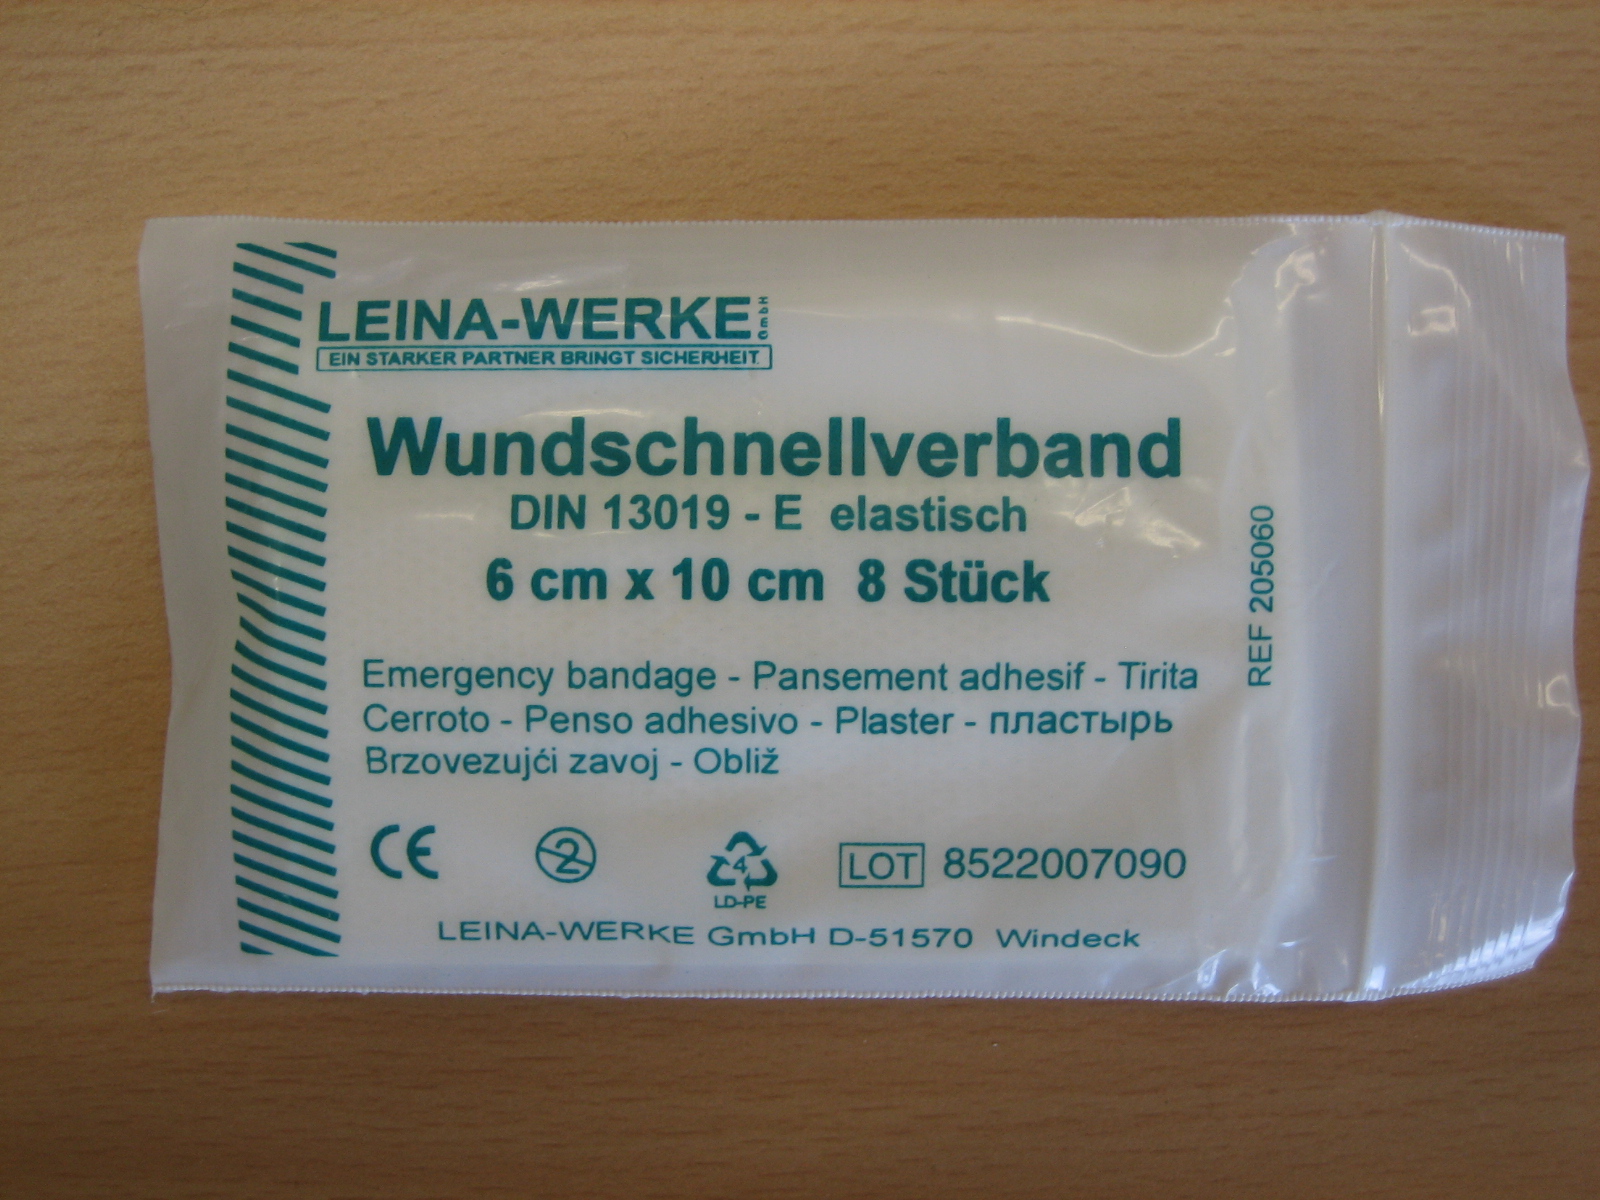 LEINA-WERKE GmbH
EIN STARKER PARTNER BRINGT SICHERHEIT
Wundschnellverband
DIN 13019 - E elastisch
6 cm x 10 cm 8 Stück
Emergency bandage - Pansement adhesif - Tirita
Cerroto - Penso adhesivo - Plaster - пластырь
Brzovezujći zavoj - Obliž
CE 2 4 LOT 8522007090
LD-PE
LEINA-WERKE GmbH D-51570 Windeck
REF 205060